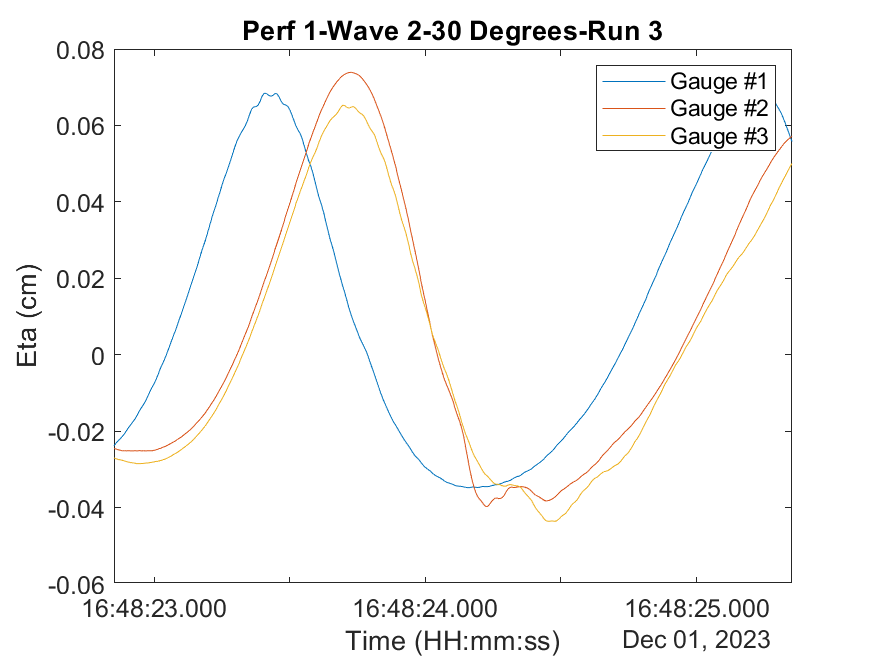 Perf 1-Wave 2-30 Degrees-Run 3
0.08
0.06
0.04
0.02
0
-0.02
-0.04
-0.06
Eta (cm)
Gauge #1
Gauge #2
Gauge #3
16:48:23.000 16:48:24.000 16:48:25.000
Time (HH:mm:ss)
Dec 01, 2023